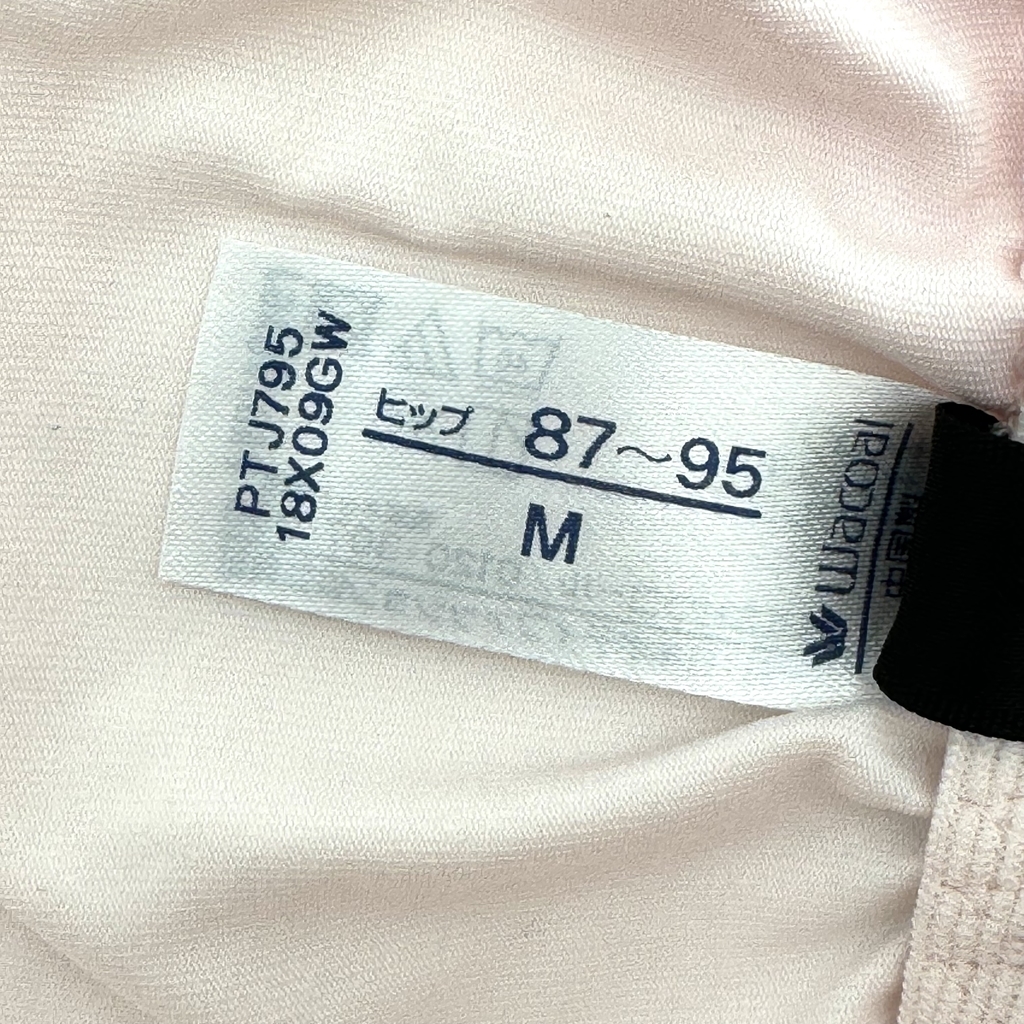 PTJ795
18X09GW
ヒップ 87～95
M
wacoal